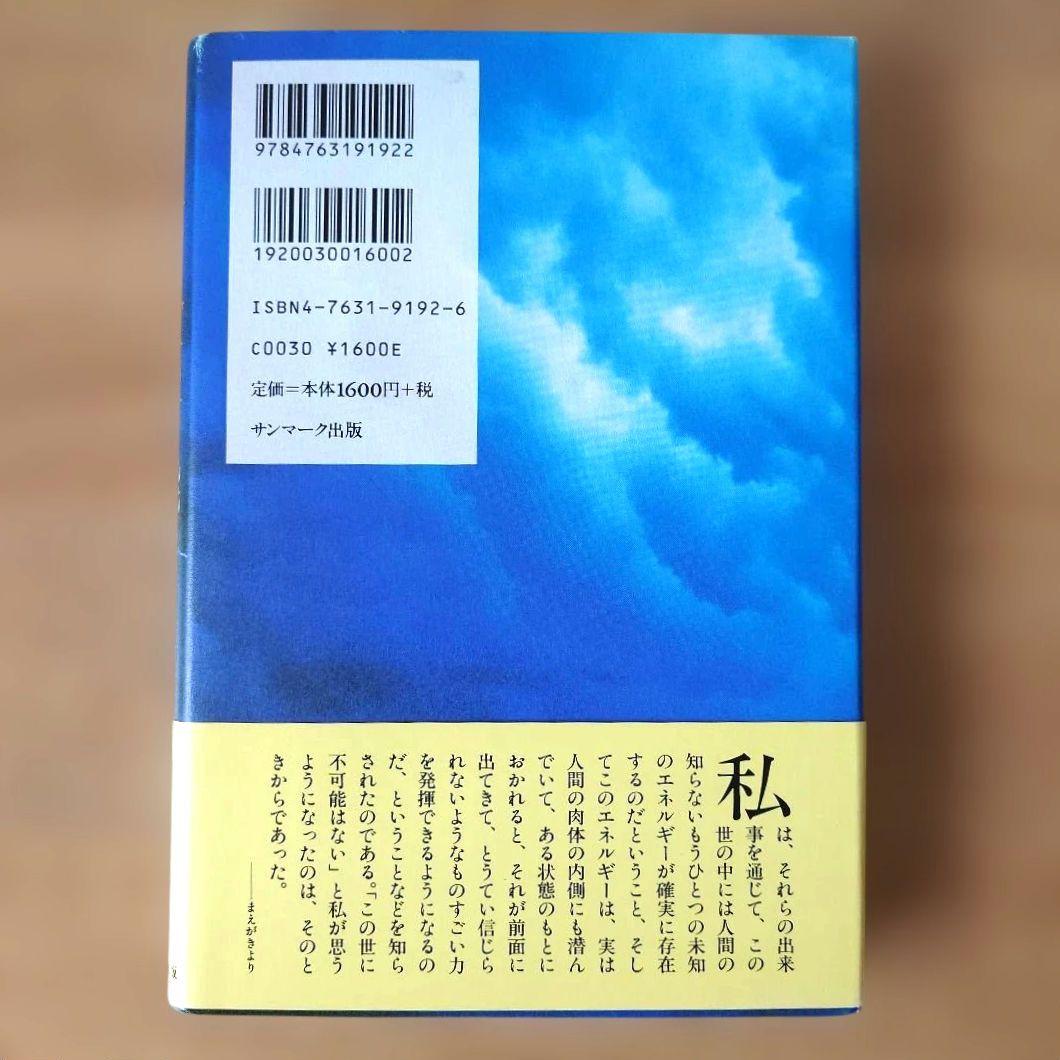 9784763191922
1920030016002
ISBN4-7631-9192-6
C0030 ¥1600E
定価=本体1600円+税
サンマーク出版
私は、それらの出来
事を通じて、この
世の中には人間の
知らないもうひとつの未知
のエネルギーが確実に存在
するのだということ、そし
てこのエネルギーは、実は
人間の肉体の内側にも潜ん
でいて、ある状態のもとに
おかれると、それが前面に
出てきて、とうてい信じら
れないようなものすごい力
を発揮できるようになるの
だ、ということなどを知ら
されたのである。「この世に
不可能はない」と私が思う
ようになったのは、そのと
きからであった。
――まえがきより